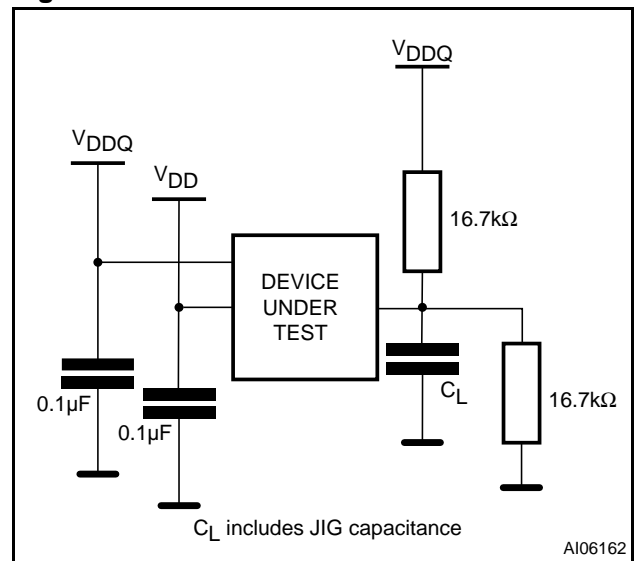 VDDQ
VDDQ
VDD
16.7kΩ
DEVICE
UNDER
TEST
CL
0.1µF
0.1µF
16.7kΩ
CL includes JIG capacitance
AI06162